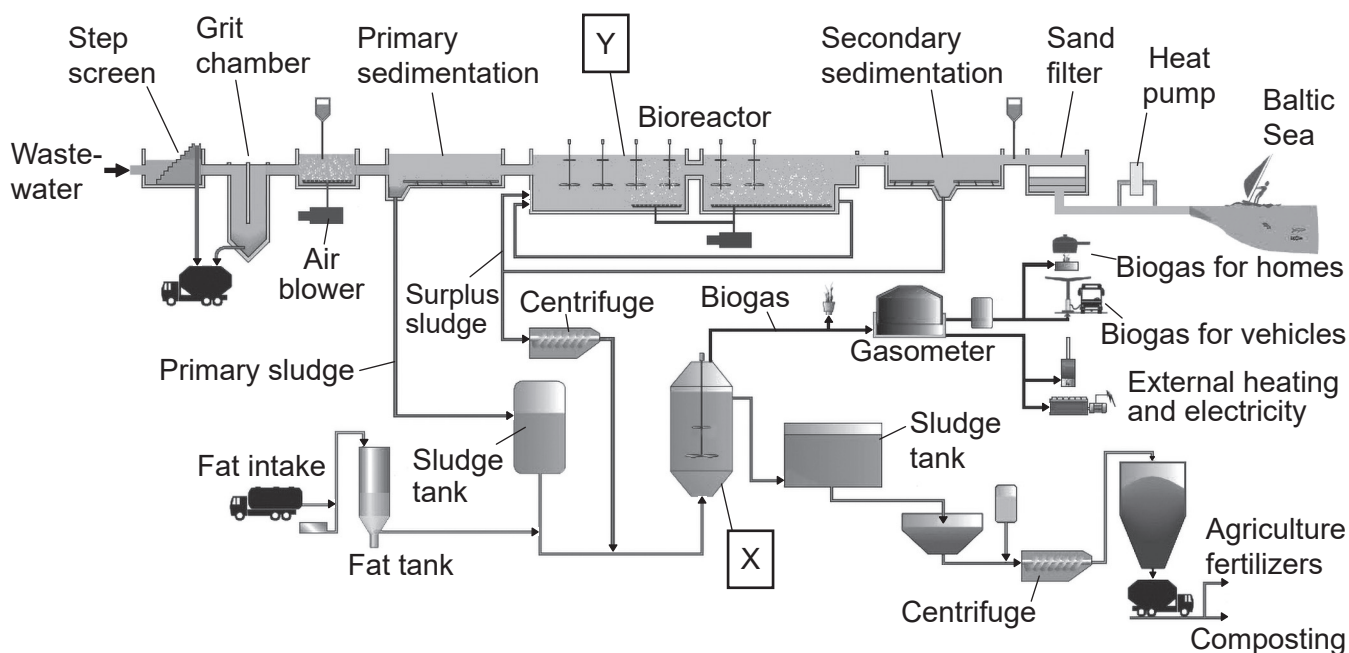 Step
screen
Grit
chamber
Primary
sedimentation
Y
Bioreactor
Secondary
sedimentation
Sand
filter
Heat
pump
Baltic
Sea
Waste-
water
Air
blower
Surplus
sludge
Centrifuge
Biogas
Gasometer
Biogas for homes
Biogas for vehicles
External heating
and electricity
Primary sludge
Sludge
tank
Fat intake
Fat tank
X
Sludge
tank
Centrifuge
Agriculture
fertilizers
Composting